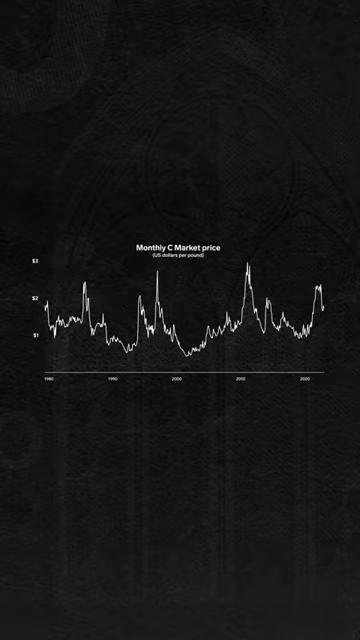 Monthly C Market price
(US dollars per pound)
$3
$2
$1
1980 1990 2000 2010 2020